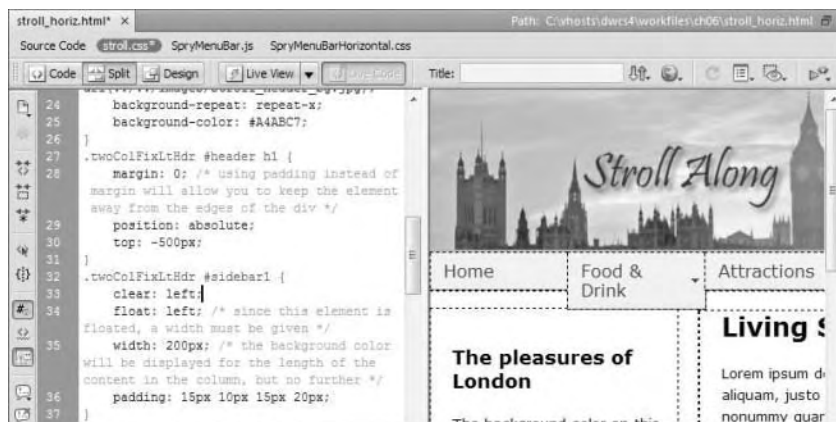 stroll_horiz.html* ×
Path: C:\vhosts\dwcs4\workfiles\ch06\stroll_horiz.html
Source Code stroll.css* SpryMenuBar.js SpryMenuBarHorizontal.css
Code Split Design Live View Live Code Title:
24 background-repeat: repeat-x;
25 background-color: #A4ABC7;
26 }
27 .twoColFixLtHdr #header h1 {
28 margin: 0; /* using padding instead of
margin will allow you to keep the element
away from the edges of the div */
29 position: absolute;
30 top: -500px;
31 }
32 .twoColFixLtHdr #sidebar1 {
33 clear: left;
34 float: left; /* since this element is
floated, a width must be given */
35 width: 200px; /* the background color
will be displayed for the length of the
content in the column, but no further */
36 padding: 15px 10px 15px 20px;
37 }
Stroll Along
Home
Food &
Drink
Attractions
The pleasures of
London
The background color on this
Living
Lorem ipsum
aliquam, justo
nonummy